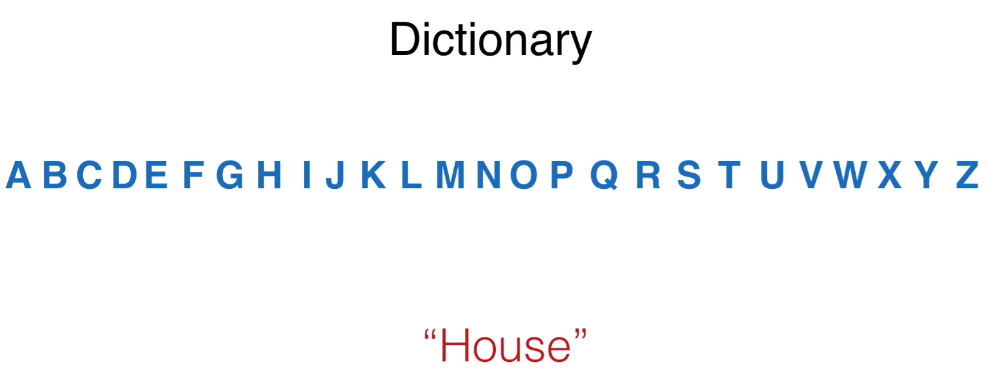 Dictionary
A B C D E F G H I J K L M N O P Q R S T U V W X Y Z
“House”